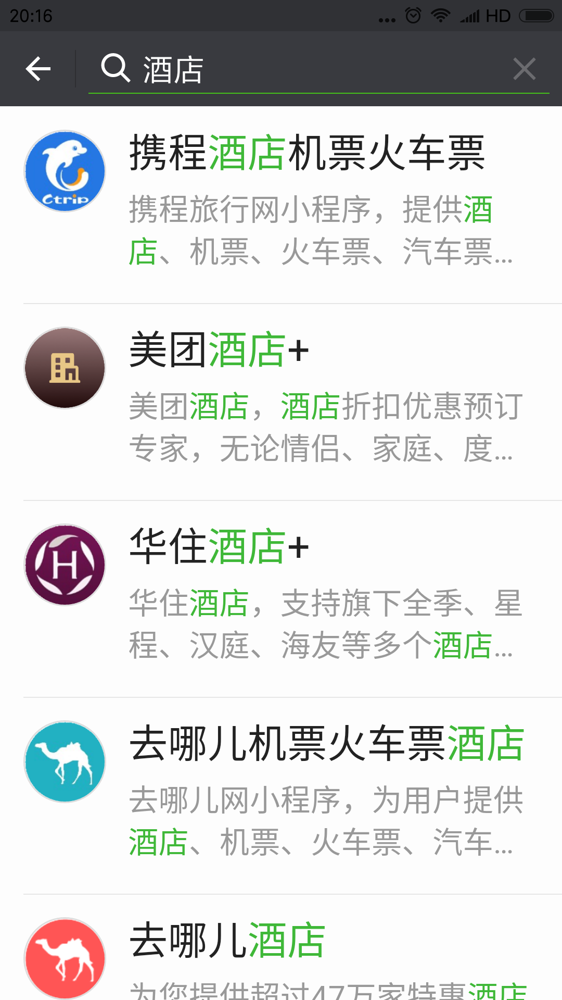 20:16
HD
酒店
携程酒店机票火车票
携程旅行网小程序，提供酒
店、机票、火车票、汽车票...
Ctrip
美团酒店+
美团酒店，酒店折扣优惠预订
专家，无论情侣、家庭、度...
华住酒店+
H
华住酒店，支持旗下全季、星
程、汉庭、海友等多个酒店...
去哪儿机票火车票酒店
去哪儿网小程序，为用户提供
酒店、机票、火车票、汽车...
去哪儿酒店
为您提供超过47万家特惠酒店